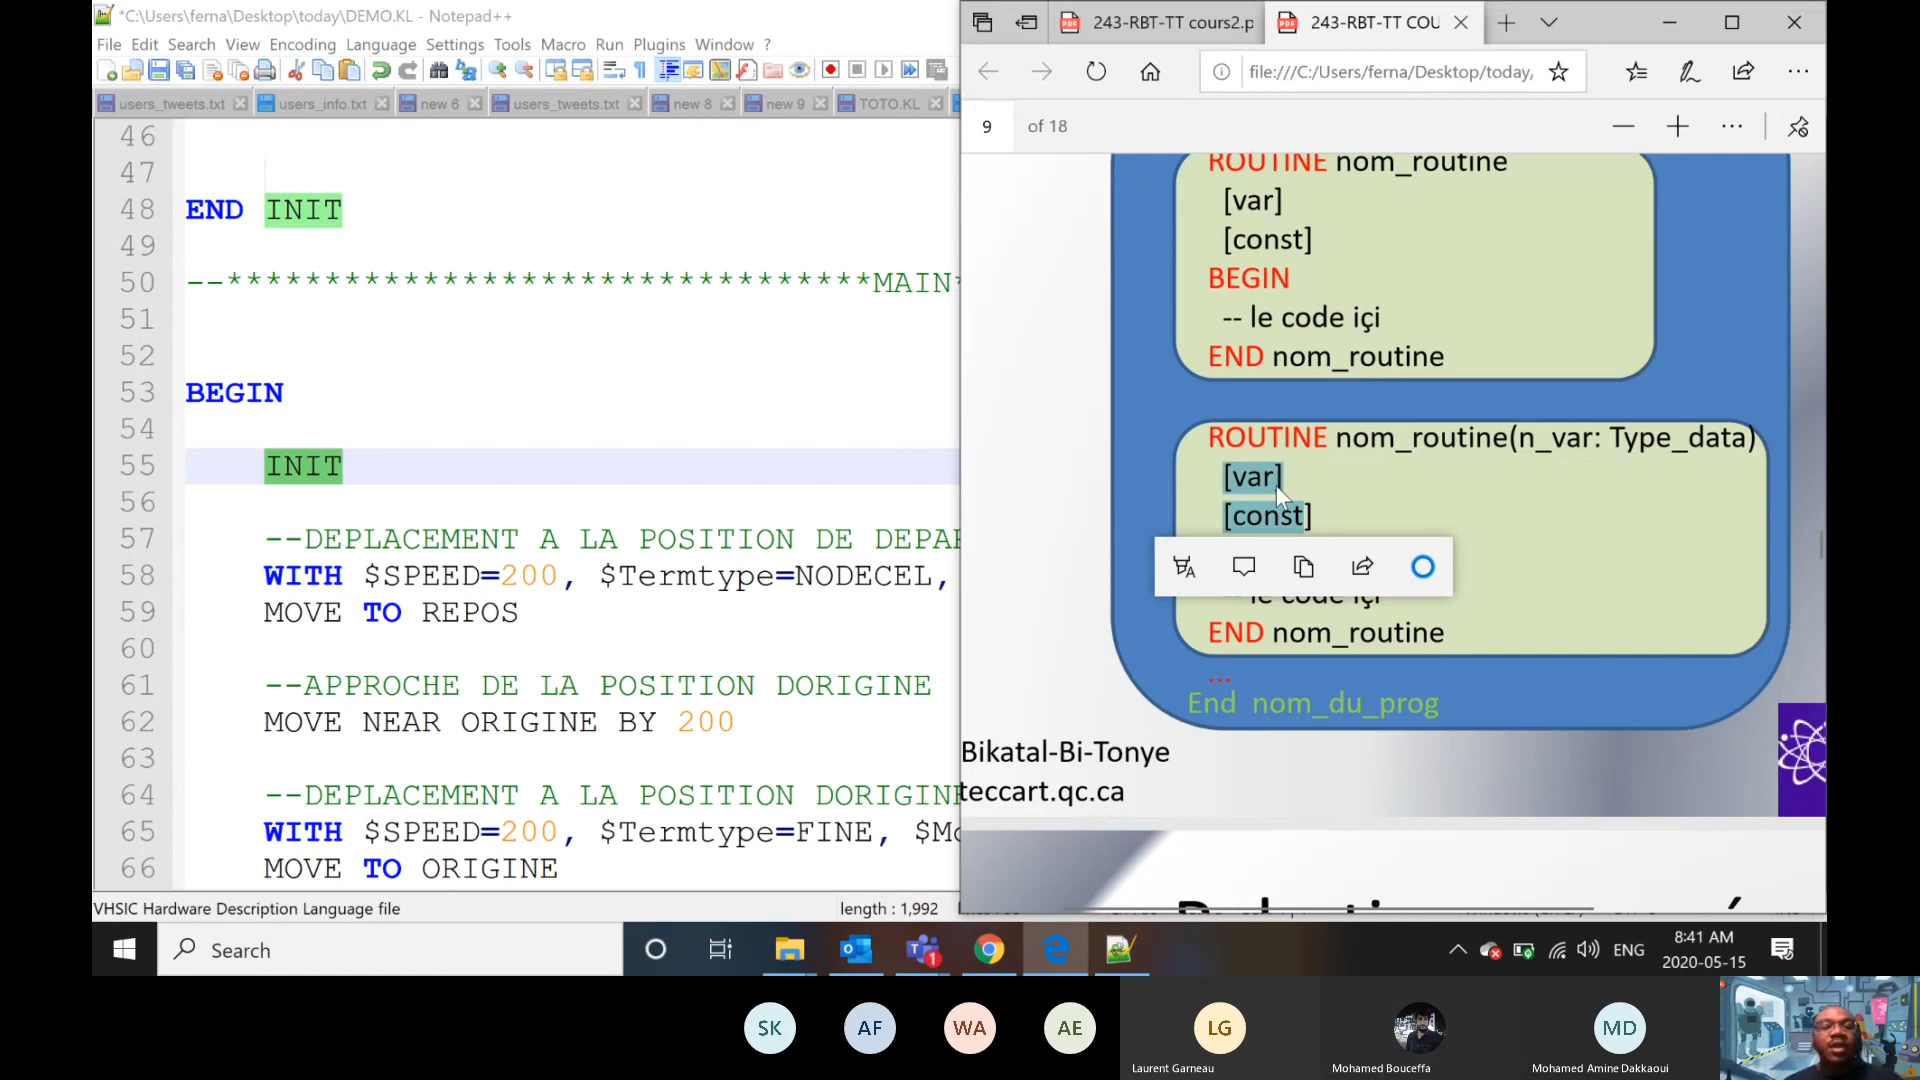 *C:\Users\ferna\Desktop\today\DEMO.KL - Notepad++
File Edit Search View Encoding Language Settings Tools Macro Run Plugins Window ?
users_tweets.txt users_info.txt new 6 users_tweets.txt new 8 new 9 TOTO.KL
46
47
48 END INIT
49
50 --*********************************MAIN*
51
52
53 BEGIN
54
55 INIT
56
57 --DEPLACEMENT A LA POSITION DE DEPA
58 WITH $SPEED=200, $Termtype=NODECEL,
59 MOVE TO REPOS
60
61 --APPROCHE DE LA POSITION DORIGINE
62 MOVE NEAR ORIGINE BY 200
63
64 --DEPLACEMENT A LA POSITION DORIGIN
65 WITH $SPEED=200, $Termtype=FINE, $Mo
66 MOVE TO ORIGINE
VHSIC Hardware Description Language file
length : 1,992
243-RBT-TT cours2.p
243-RBT-TT COU
file:///C:/Users/ferna/Desktop/today/
9 of 18
ROUTINE nom_routine
[var]
[const]
BEGIN
-- le code içi
END nom_routine
ROUTINE nom_routine(n_var: Type_data)
[var]
[const]
-- le code içi
END nom_routine
...
End nom_du_prog
Bikatal-Bi-Tonye
teccart.qc.ca
Search
1
ENG
8:41 AM
2020-05-15
SK
AF
WA
AE
LG
MD
Laurent Garneau
Mohamed Bouceffa
Mohamed Amine Dakkaoui